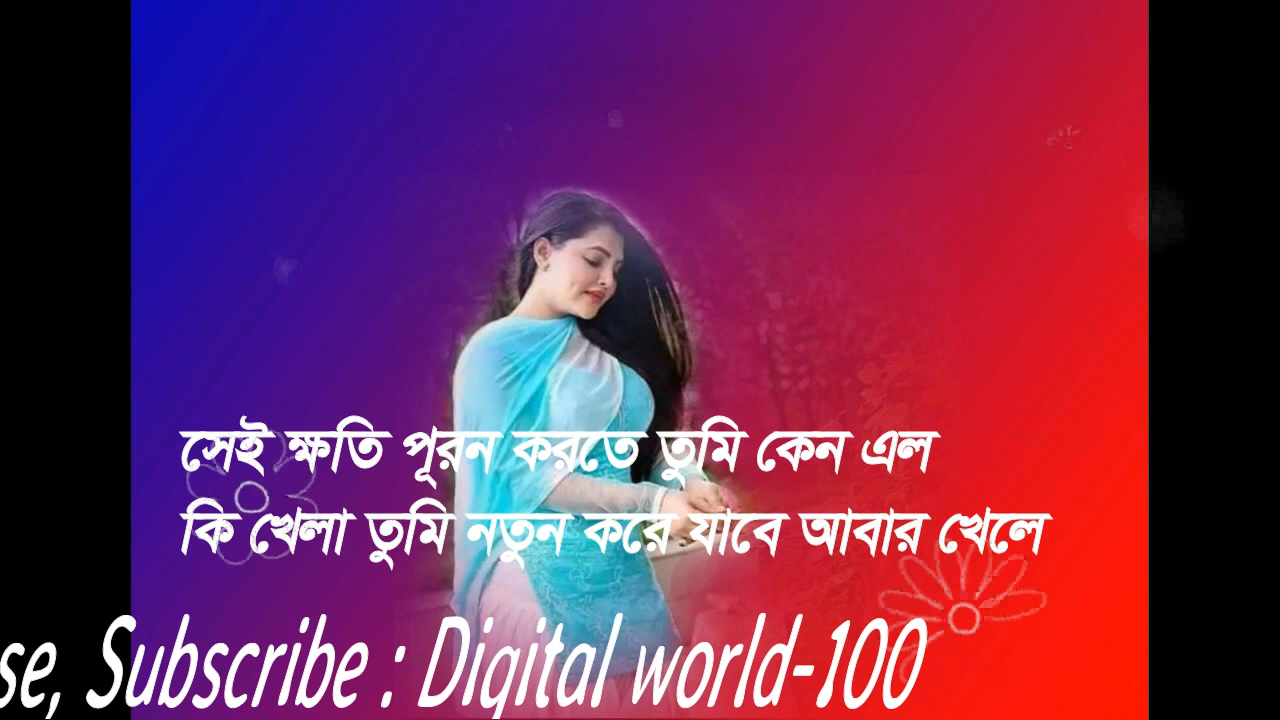 সেই ক্ষতি পূরন করতে তুমি কেন এল
কি খেলা তুমি নতুন করে যাবে আবার খেলে
se, Subscribe : Digital world-100